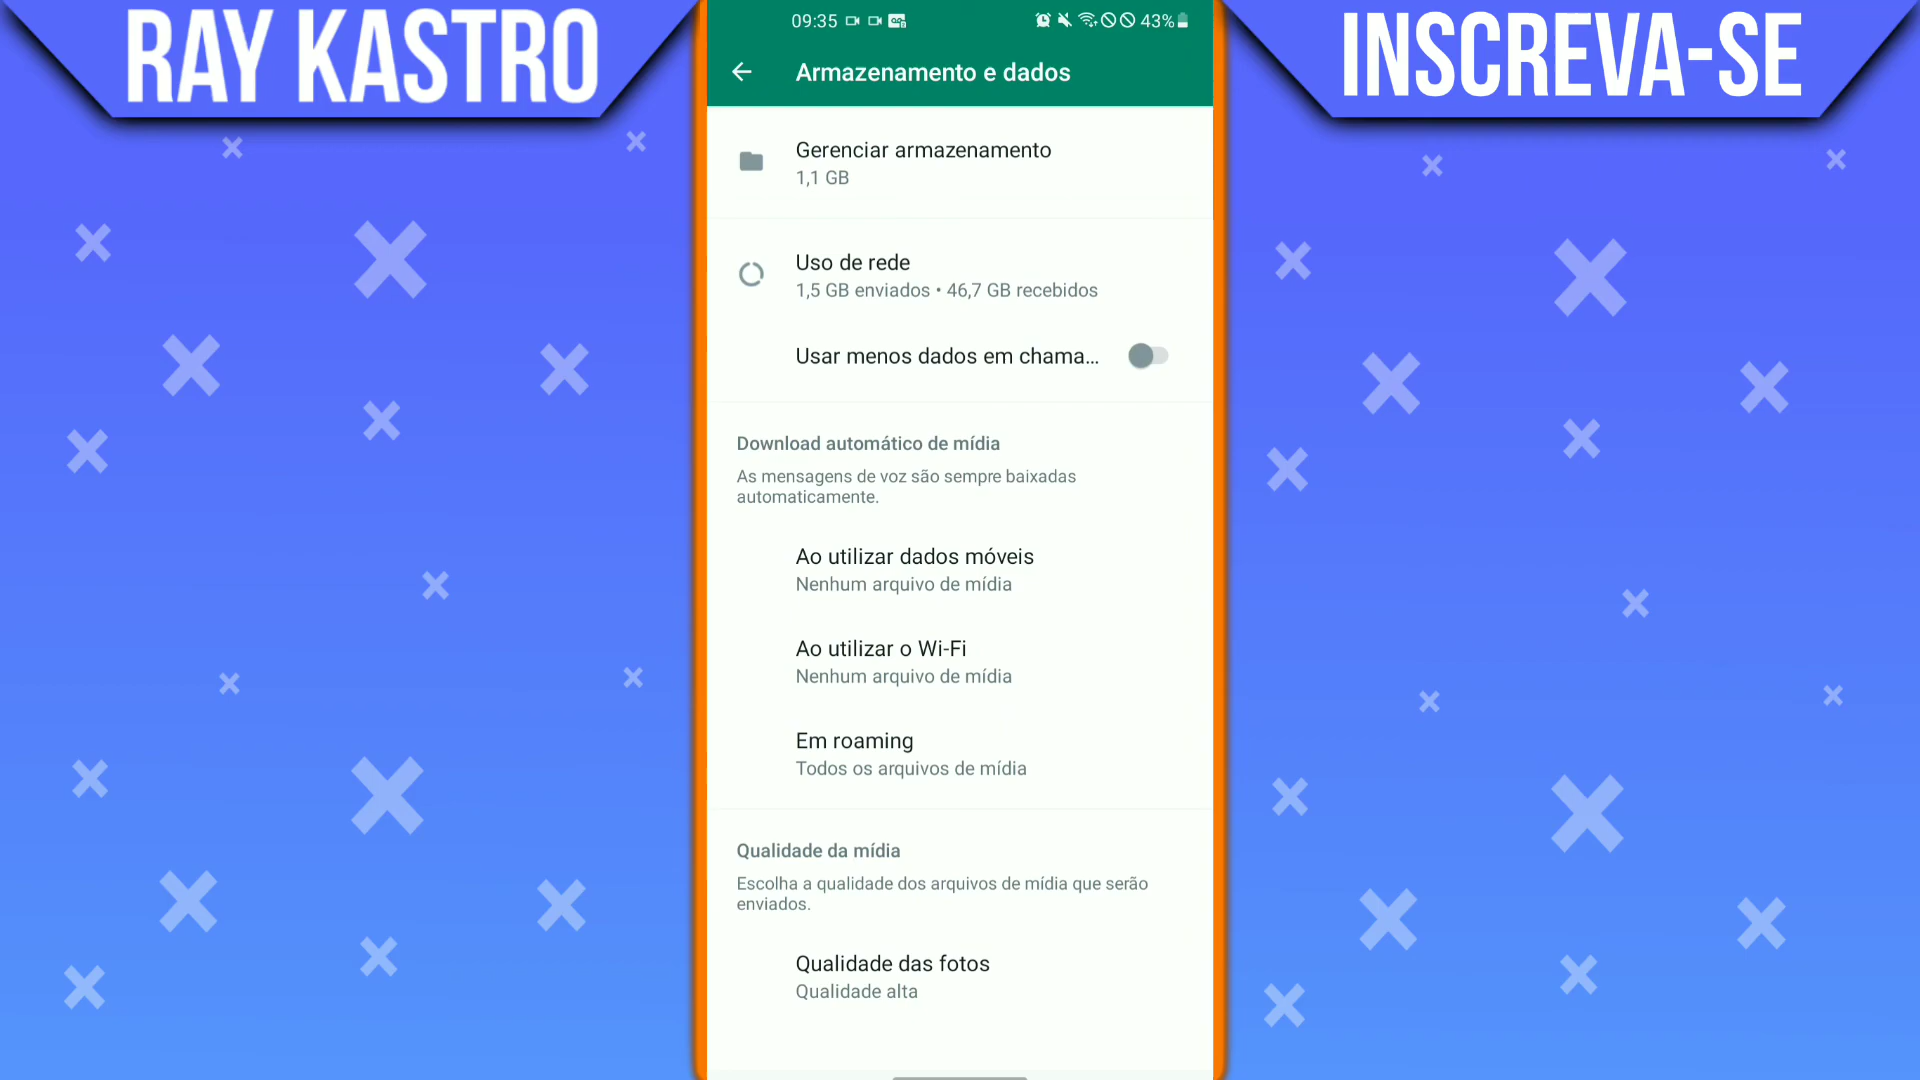 RAY KASTRO
INSCREVA-SE
09:35
43%
Armazenamento e dados
Gerenciar armazenamento
1,1 GB
Uso de rede
1,5 GB enviados • 46,7 GB recebidos
Usar menos dados em chama...
Download automático de mídia
As mensagens de voz são sempre baixadas
automaticamente.
Ao utilizar dados móveis
Nenhum arquivo de mídia
Ao utilizar o Wi-Fi
Nenhum arquivo de mídia
Em roaming
Todos os arquivos de mídia
Qualidade da mídia
Escolha a qualidade dos arquivos de mídia que serão
enviados.
Qualidade das fotos
Qualidade alta